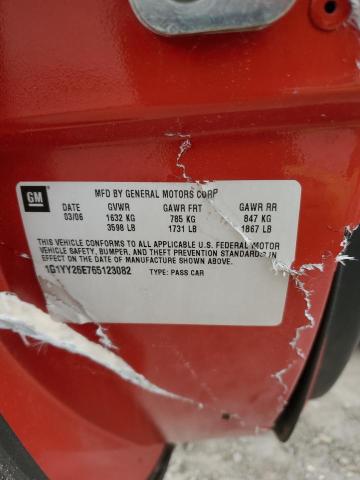 GM
MFD BY GENERAL MOTORS CORP
DATE GVWR GAWR FRT GAWR RR
03/06 1632 KG 785 KG 847 KG
3598 LB 1731 LB 1867 LB
THIS VEHICLE CONFORMS TO ALL APPLICABLE U.S. FEDERAL MOTOR
VEHICLE SAFETY, BUMPER, AND THEFT PREVENTION STANDARDS IN
EFFECT ON THE DATE OF MANUFACTURE SHOWN ABOVE.
1G1YY26E765123082 TYPE: PASS CAR